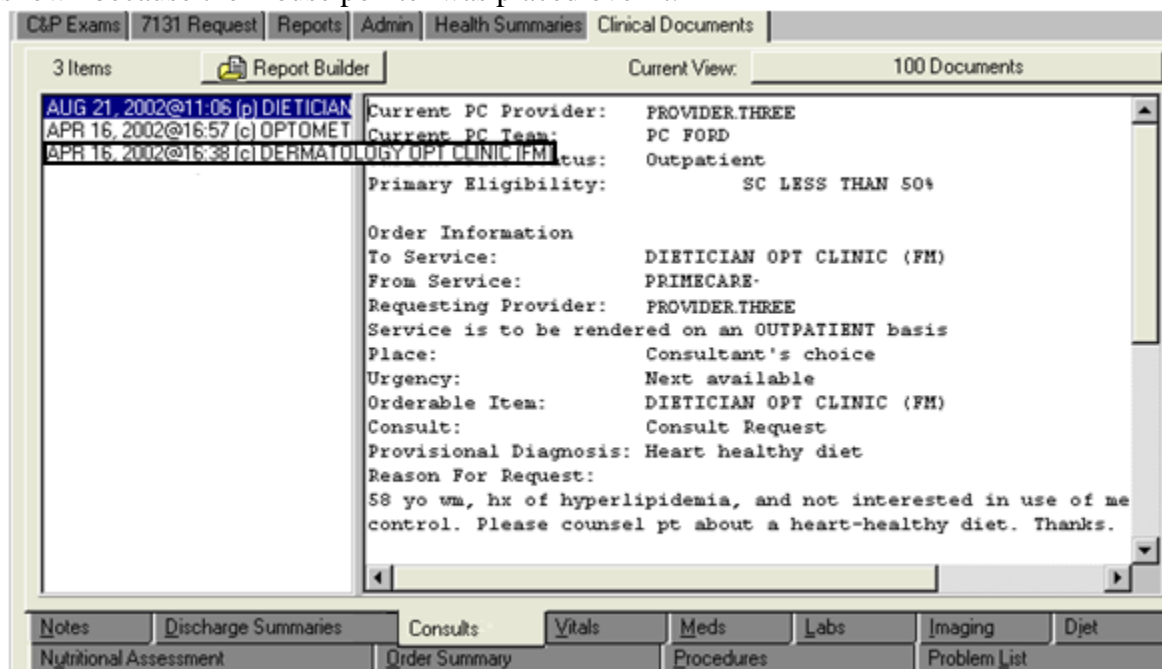 C&P Exams 7131 Request Reports Admin Health Summaries Clinical Documents
3 Items Report Builder Current View: 100 Documents
AUG 21, 2002@11:06 (p) DIETICIAN
APR 16, 2002@16:57 (c) OPTOMET
APR 16, 2002@16:38 (c) DERMATOLOGY OPT CLINIC (FM)
Current PC Provider: PROVIDER.THREE
Current PC Team: PC FORD
tus: Outpatient
Primary Eligibility: SC LESS THAN 50%
Order Information
To Service: DIETICIAN OPT CLINIC (FM)
From Service: PRIMECARE-
Requesting Provider: PROVIDER.THREE
Service is to be rendered on an OUTPATIENT basis
Place: Consultant's choice
Urgency: Next available
Orderable Item: DIETICIAN OPT CLINIC (FM)
Consult: Consult Request
Provisional Diagnosis: Heart healthy diet
Reason For Request:
58 yo wm, hx of hyperlipidemia, and not interested in use of me
control. Please counsel pt about a heart-healthy diet. Thanks.
Notes Discharge Summaries Consults Vitals Meds Labs Imaging Diet
Nutritional Assessment Order Summary Procedures Problem List